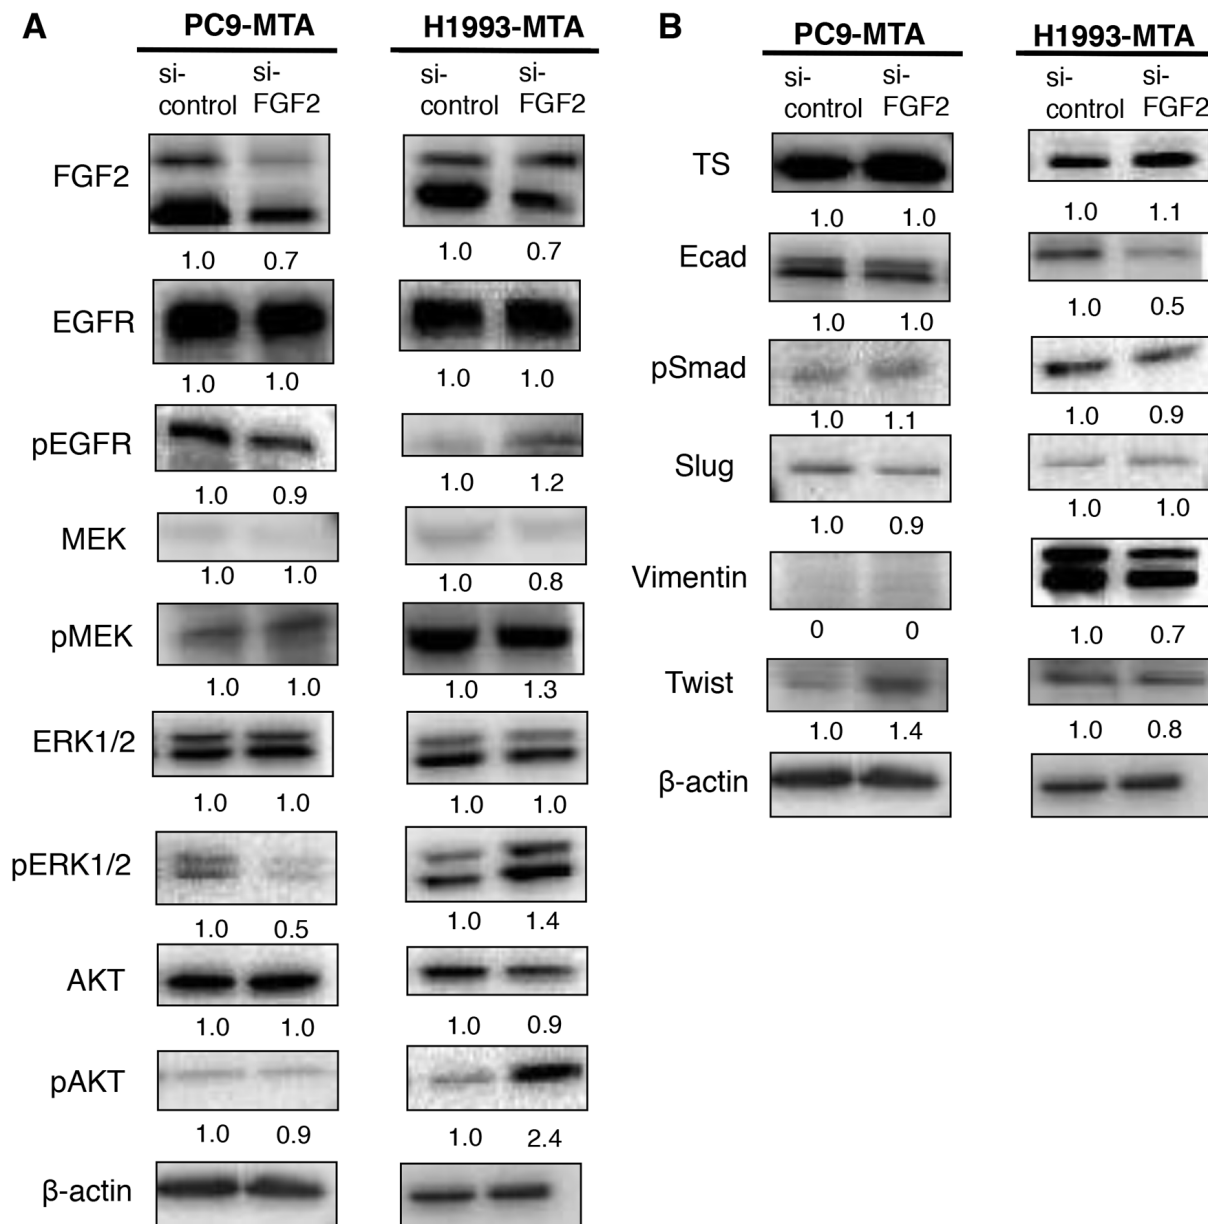 A
PC9-MTA
H1993-MTA
si-
control
si-
FGF2
si-
control
si-
FGF2
FGF2
1.0 0.7
1.0 0.7
EGFR
1.0 1.0
1.0 1.0
pEGFR
1.0 0.9
1.0 1.2
MEK
1.0 1.0
1.0 0.8
pMEK
1.0 1.0
1.0 1.3
ERK1/2
1.0 1.0
1.0 1.0
pERK1/2
1.0 0.5
1.0 1.4
AKT
1.0 1.0
1.0 0.9
pAKT
1.0 0.9
1.0 2.4
β-actin
B
PC9-MTA
H1993-MTA
si-
control
si-
FGF2
si-
control
si-
FGF2
TS
1.0 1.0
1.0 1.1
Ecad
1.0 1.0
1.0 0.5
pSmad
1.0 1.1
1.0 0.9
Slug
1.0 0.9
1.0 1.0
Vimentin
0 0
1.0 0.7
Twist
1.0 1.4
1.0 0.8
β-actin